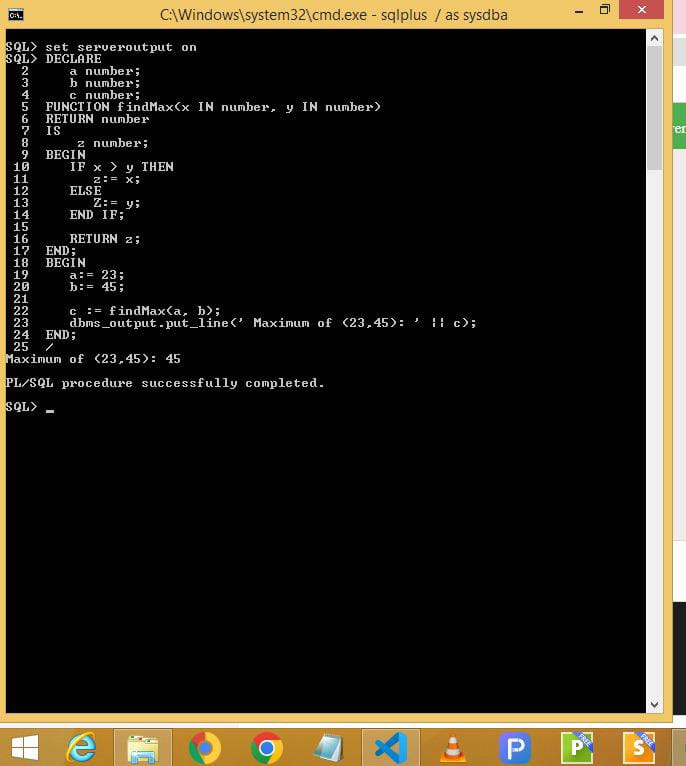 C:\Windows\system32\cmd.exe - sqlplus / as sysdba
SQL> set serveroutput on
SQL> DECLARE
2 a number;
3 b number;
4 c number;
5 FUNCTION findMax(x IN number, y IN number)
6 RETURN number
7 IS
8 z number;
9 BEGIN
10 IF x > y THEN
11 z:= x;
12 ELSE
13 Z:= y;
14 END IF;
15
16 RETURN z;
17 END;
18 BEGIN
19 a:= 23;
20 b:= 45;
21
22 c := findMax(a, b);
23 dbms_output.put_line(' Maximum of (23,45): ' || c);
24 END;
25 /
Maximum of (23,45): 45
PL/SQL procedure successfully completed.
SQL> _
P
P FREE
S FREE